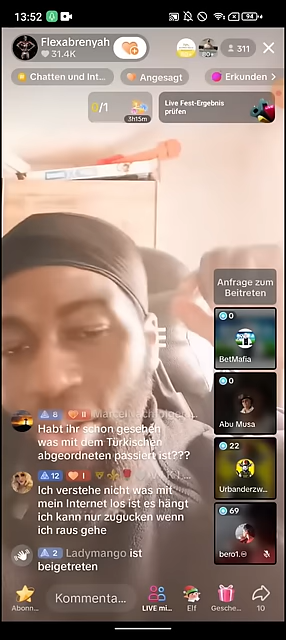 13:52
94
Flexabrenyah
31.4K
311
Chatten und Int...
Angesagt
Erkunden
0/1
3h15m
Live Fest-Ergebnis
prüfen
Anfrage zum
Beitreten
0
BetMafia
0
Abu Musa
22
Urbanderzw...
69
bero1.
8 II
Habt ihr schon gesehen
was mit dem Türkischen
abgeordneten passiert ist???
12 I
Ich verstehe nicht was mit
mein Internet los ist es hängt
ich kann nur zugucken wenn
ich raus gehe
2 Ladymango ist
beigetreten
Abonn...
Kommenta...
LIVE mi...
Elf
Gesche...
10